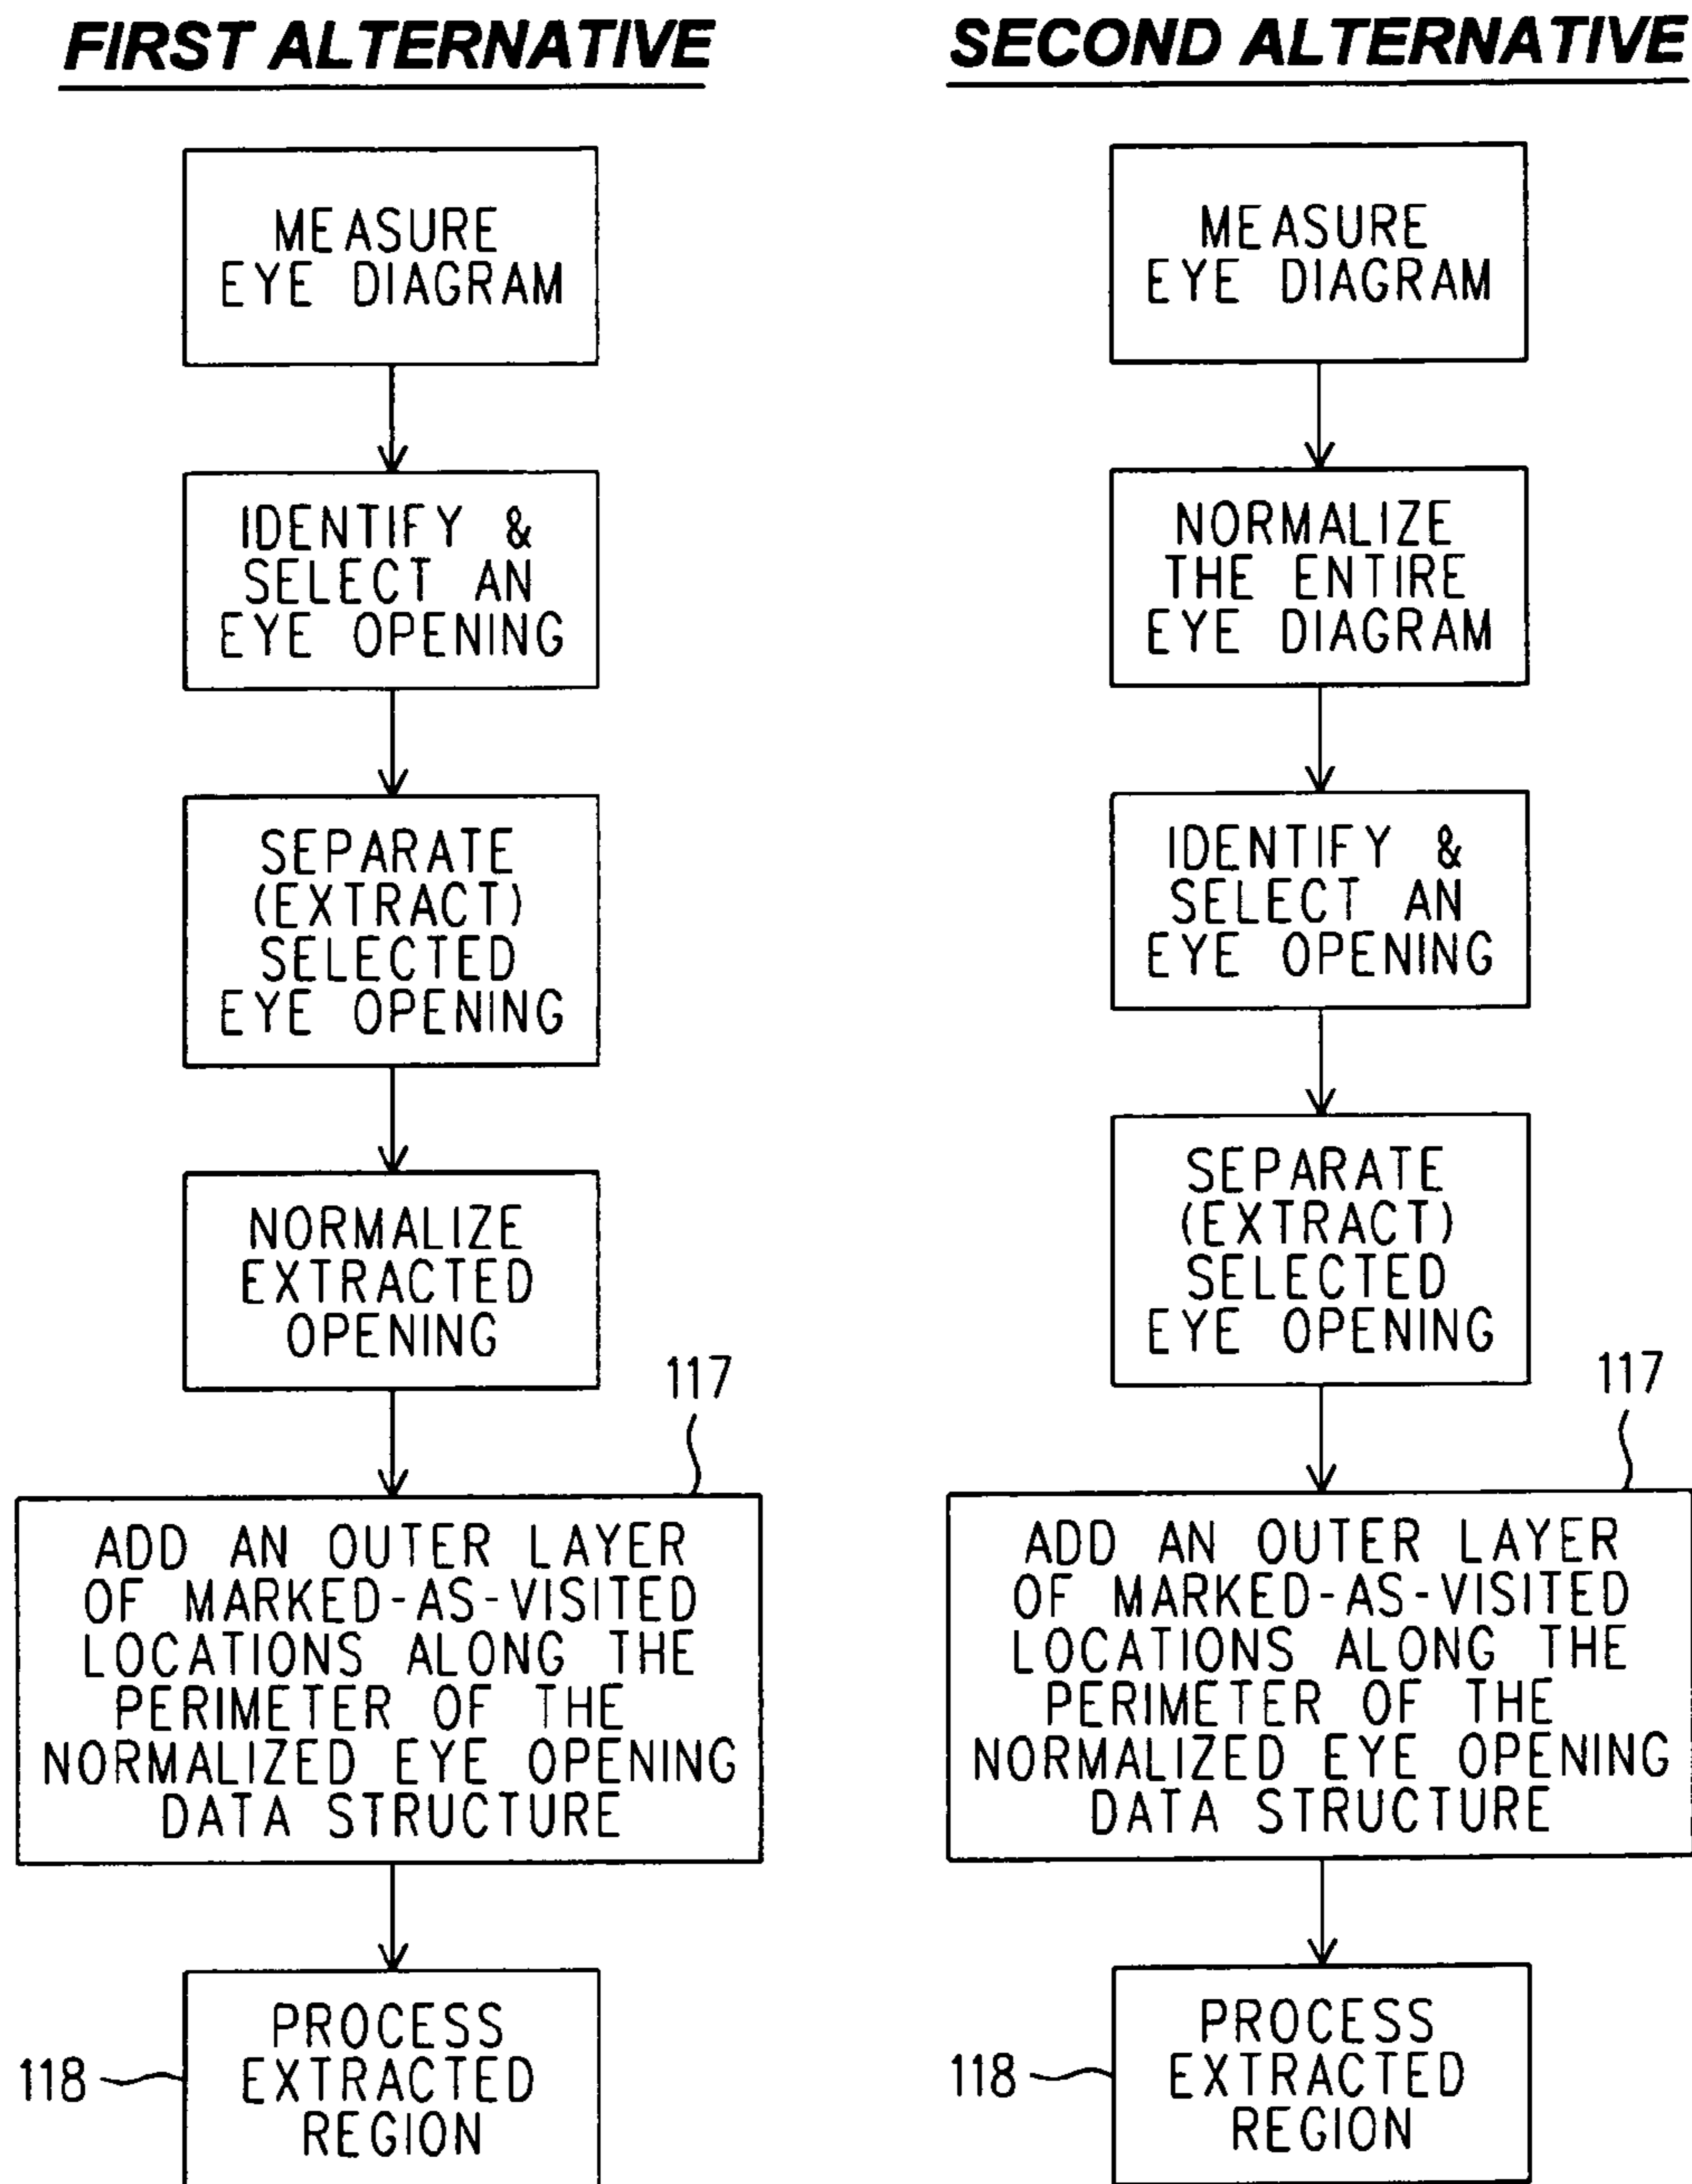 FIRST ALTERNATIVE
MEASURE
EYE DIAGRAM
IDENTIFY &
SELECT AN
EYE OPENING
SEPARATE
(EXTRACT)
SELECTED
EYE OPENING
NORMALIZE
EXTRACTED
OPENING
117
ADD AN OUTER LAYER
OF MARKED-AS-VISITED
LOCATIONS ALONG THE
PERIMETER OF THE
NORMALIZED EYE OPENING
DATA STRUCTURE
118
PROCESS
EXTRACTED
REGION
SECOND ALTERNATIVE
MEASURE
EYE DIAGRAM
NORMALIZE
THE ENTIRE
EYE DIAGRAM
IDENTIFY &
SELECT AN
EYE OPENING
SEPARATE
(EXTRACT)
SELECTED
EYE OPENING
117
ADD AN OUTER LAYER
OF MARKED-AS-VISITED
LOCATIONS ALONG THE
PERIMETER OF THE
NORMALIZED EYE OPENING
DATA STRUCTURE
118
PROCESS
EXTRACTED
REGION